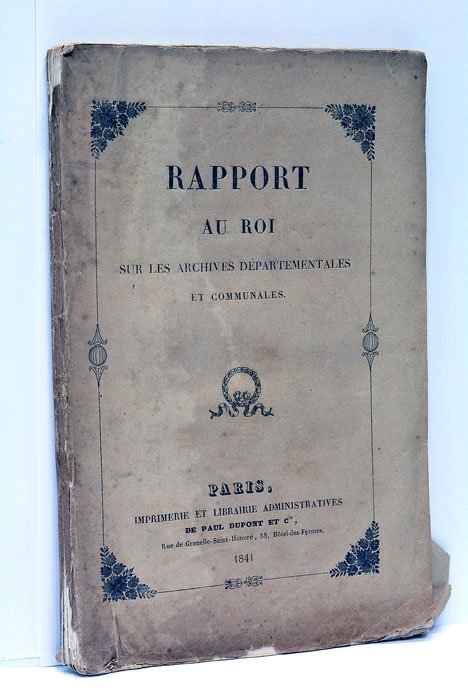 RAPPORT
AU ROI
SUR LES ARCHIVES DÉPARTEMENTALES
ET COMMUNALES.
PARIS,
IMPRIMERIE ET LIBRAIRIE ADMINISTRATIVES
DE PAUL DUPONT ET Cie,
Rue de Grenelle-Saint-Honoré, 55, Hôtel-des-Fermes.
1841